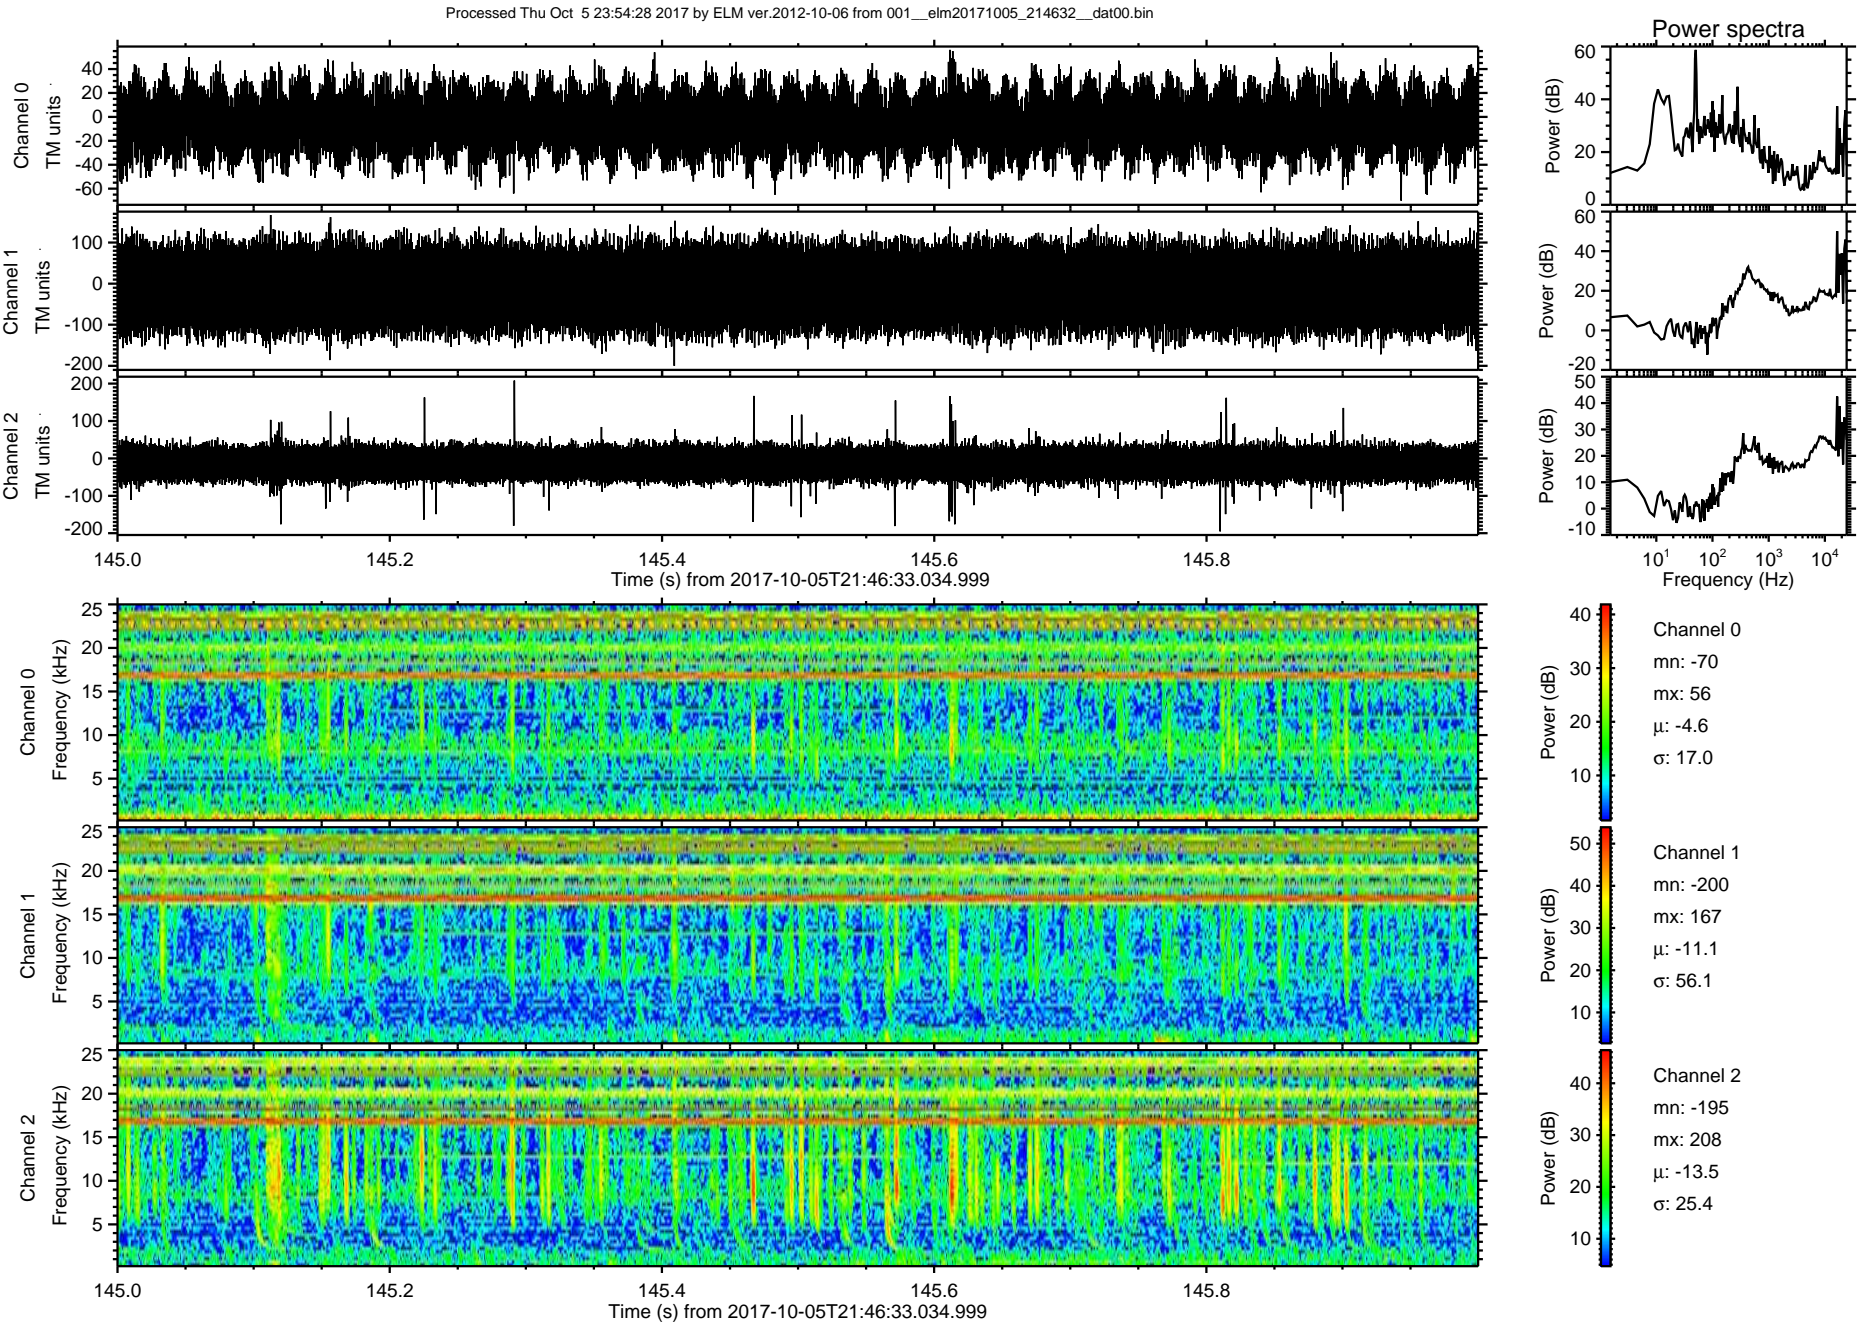 Processed Thu Oct  5 23:54:28 2017 by ELM ver.2012-10-06 from 001__elm20171005_214632__dat00.bin
Power spectra
Channel 0
TM units
40
20
0
-20
-40
-60
Power (dB)
60
40
20
0
Channel 1
TM units
100
0
-100
-200
Power (dB)
60
40
20
0
-20
Channel 2
TM units
200
100
0
-100
-200
Power (dB)
50
40
30
20
10
0
-10
145.0 145.2 145.4 145.6 145.8
Time (s) from 2017-10-05T21:46:33.034.999
10^1 10^2 10^3 10^4
Frequency (Hz)
Channel 0
Frequency (kHz)
25
20
15
10
5
Power (dB)
40
30
20
10
Channel 0
mn: -70
mx: 56
μ: -4.6
σ: 17.0
Channel 1
Frequency (kHz)
25
20
15
10
5
Power (dB)
50
40
30
20
10
Channel 1
mn: -200
mx: 167
μ: -11.1
σ: 56.1
Channel 2
Frequency (kHz)
25
20
15
10
5
Power (dB)
40
30
20
10
Channel 2
mn: -195
mx: 208
μ: -13.5
σ: 25.4
145.0 145.2 145.4 145.6 145.8
Time (s) from 2017-10-05T21:46:33.034.999